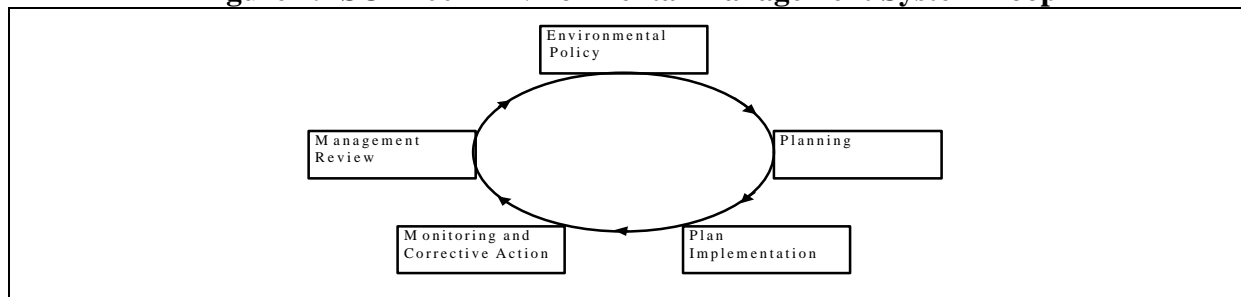 Environmental
Policy
Management
Review
Planning
Monitoring and
Corrective Action
Plan
Implementation